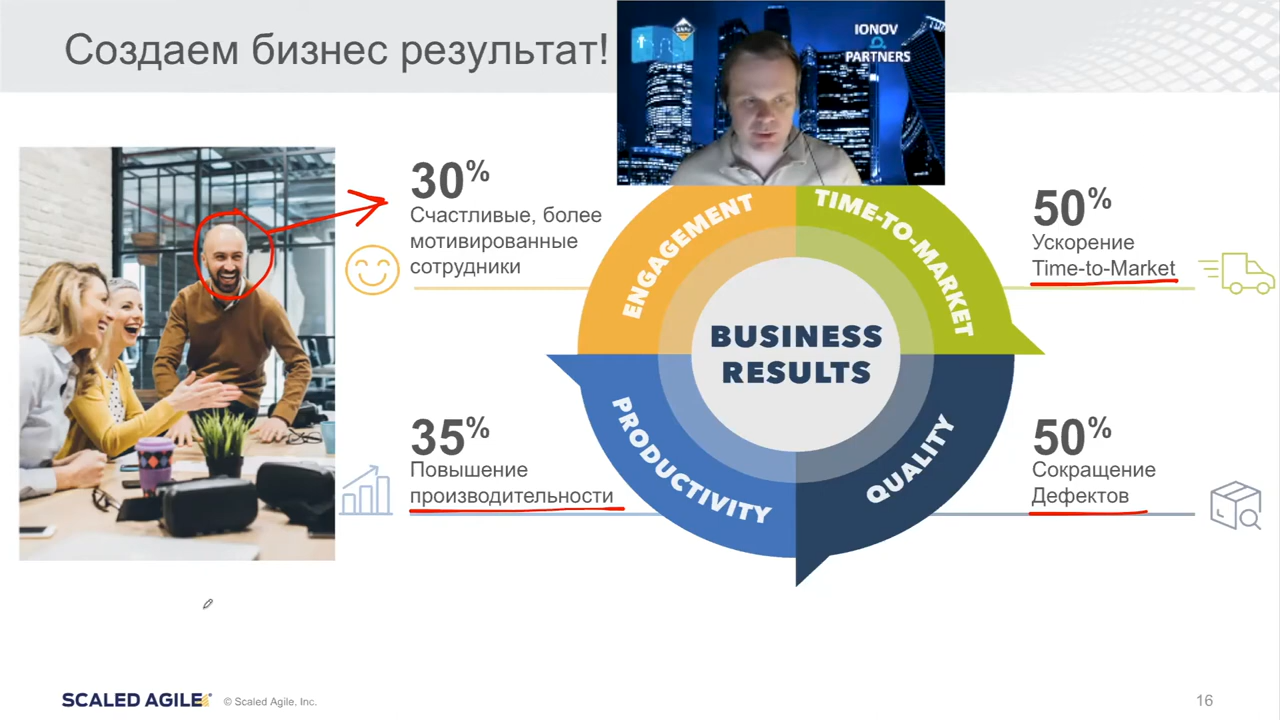 Создаем бизнес результат!
SAFe
IONOV
PARTNERS
30%
Счастливые, более
мотивированные
сотрудники
50%
Ускорение
Time-to-Market
ENGAGEMENT
TIME-TO-MARKET
BUSINESS
RESULTS
PRODUCTIVITY
QUALITY
35%
Повышение
производительности
50%
Сокращение
Дефектов
SCALED AGILE
© Scaled Agile, Inc.
16